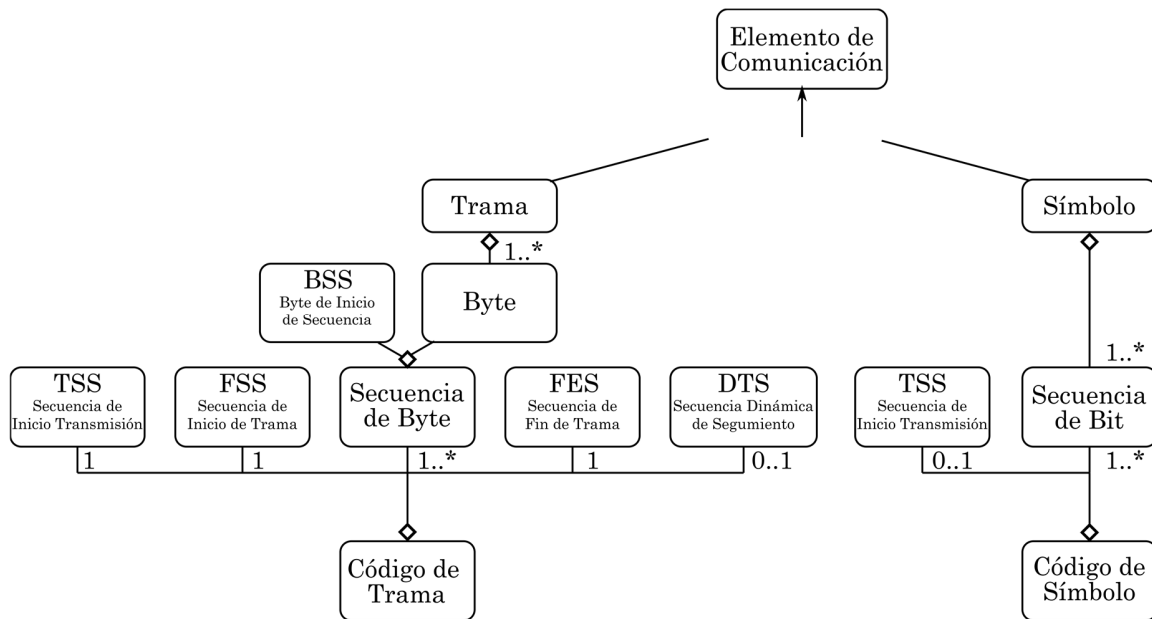 Elemento de
Comunicación
Trama
Símbolo
1..*
BSS
Byte de Inicio
de Secuencia
Byte
1..*
TSS
Secuencia de
Inicio Transmisión
FSS
Secuencia de
Inicio de Trama
Secuencia
de Byte
FES
Secuencia
de Fin de Trama
DTS
Secuencia Dinámica
de Segumiento
TSS
Secuencia de
Inicio Transmisión
Secuencia
de Bit
1
1
1..*
1
0..1
0..1
1..*
Código de
Trama
Código de
Símbolo